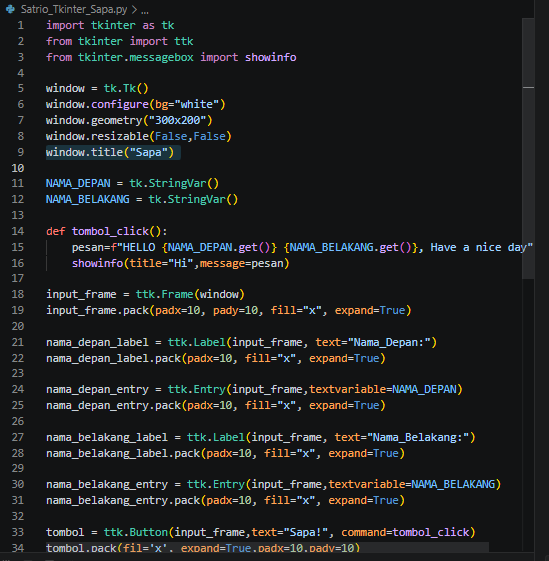 Satrio_Tkinter_Sapa.py > ...
1 import tkinter as tk
2 from tkinter import ttk
3 from tkinter.messagebox import showinfo
4
5 window = tk.Tk()
6 window.configure(bg="white")
7 window.geometry("300x200")
8 window.resizable(False,False)
9 window.title("Sapa")
10
11 NAMA_DEPAN = tk.StringVar()
12 NAMA_BELAKANG = tk.StringVar()
13
14 def tombol_click():
15 pesan=f"HELLO {NAMA_DEPAN.get()} {NAMA_BELAKANG.get()}, Have a nice day"
16 showinfo(title="Hi",message=pesan)
17
18 input_frame = ttk.Frame(window)
19 input_frame.pack(padx=10, pady=10, fill="x", expand=True)
20
21 nama_depan_label = ttk.Label(input_frame, text="Nama_Depan:")
22 nama_depan_label.pack(padx=10, fill="x", expand=True)
23
24 nama_depan_entry = ttk.Entry(input_frame,textvariable=NAMA_DEPAN)
25 nama_depan_entry.pack(padx=10, fill="x", expand=True)
26
27 nama_belakang_label = ttk.Label(input_frame, text="Nama_Belakang:")
28 nama_belakang_label.pack(padx=10, fill="x", expand=True)
29
30 nama_belakang_entry = ttk.Entry(input_frame,textvariable=NAMA_BELAKANG)
31 nama_belakang_entry.pack(padx=10, fill="x", expand=True)
32
33 tombol = ttk.Button(input_frame,text="Sapa!", command=tombol_click)
34 tombol.pack(fil='x', expand=True,padx=10,pady=10)